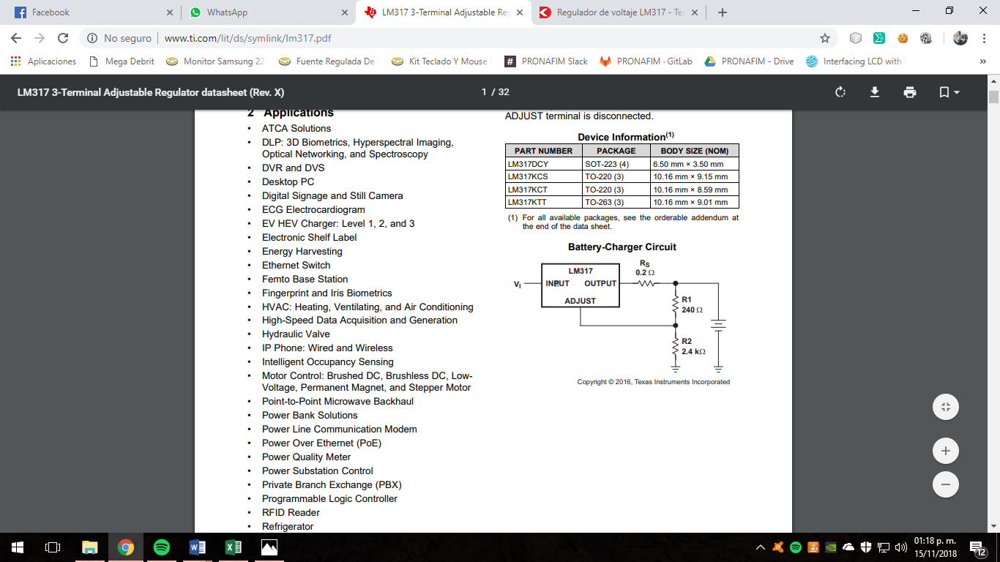 Facebook
WhatsApp
LM317 3-Terminal Adjustable Re
Regulador de voltaje LM317 - Te
No seguro
www.ti.com/lit/ds/symlink/lm317.pdf
Aplicaciones
Mega Debrit
Monitor Samsung 22
Fuente Regulada De
Kit Teclado Y Mouse
PRONAFIM Slack
PRONAFIM · GitLab
PRONAFIM - Drive
Interfacing LCD with
»
LM317 3-Terminal Adjustable Regulator datasheet (Rev. X)
1 / 32
2 Applications
• ATCA Solutions
• DLP: 3D Biometrics, Hyperspectral Imaging,
Optical Networking, and Spectroscopy
• DVR and DVS
• Desktop PC
• Digital Signage and Still Camera
• ECG Electrocardiogram
• EV HEV Charger: Level 1, 2, and 3
• Electronic Shelf Label
• Energy Harvesting
• Ethernet Switch
• Femto Base Station
• Fingerprint and Iris Biometrics
• HVAC: Heating, Ventilating, and Air Conditioning
• High-Speed Data Acquisition and Generation
• Hydraulic Valve
• IP Phone: Wired and Wireless
• Intelligent Occupancy Sensing
• Motor Control: Brushed DC, Brushless DC, Low-
Voltage, Permanent Magnet, and Stepper Motor
• Point-to-Point Microwave Backhaul
• Power Bank Solutions
• Power Line Communication Modem
• Power Over Ethernet (PoE)
• Power Quality Meter
• Power Substation Control
• Private Branch Exchange (PBX)
• Programmable Logic Controller
• RFID Reader
• Refrigerator
ADJUST terminal is disconnected.
Device Information(1)
PART NUMBER PACKAGE BODY SIZE (NOM)
LM317DCY SOT-223 (4) 6.50 mm × 3.50 mm
LM317KCS TO-220 (3) 10.16 mm × 9.15 mm
LM317KCT TO-220 (3) 10.16 mm × 8.59 mm
LM317KTT TO-263 (3) 10.16 mm × 9.01 mm
(1) For all available packages, see the orderable addendum at
the end of the data sheet.
Battery-Charger Circuit
LM317
RS
0.2 Ω
VI
INPUT OUTPUT
ADJUST
R1
240 Ω
R2
2.4 kΩ
Copyright © 2016, Texas Instruments Incorporated
01:18 p. m.
15/11/2018
12